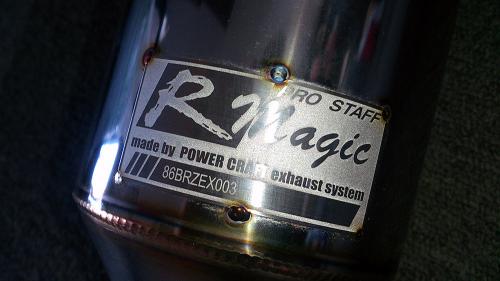 PRO STAFF
R Magic
made by POWER CRAFT exhaust system
86BRZEX003